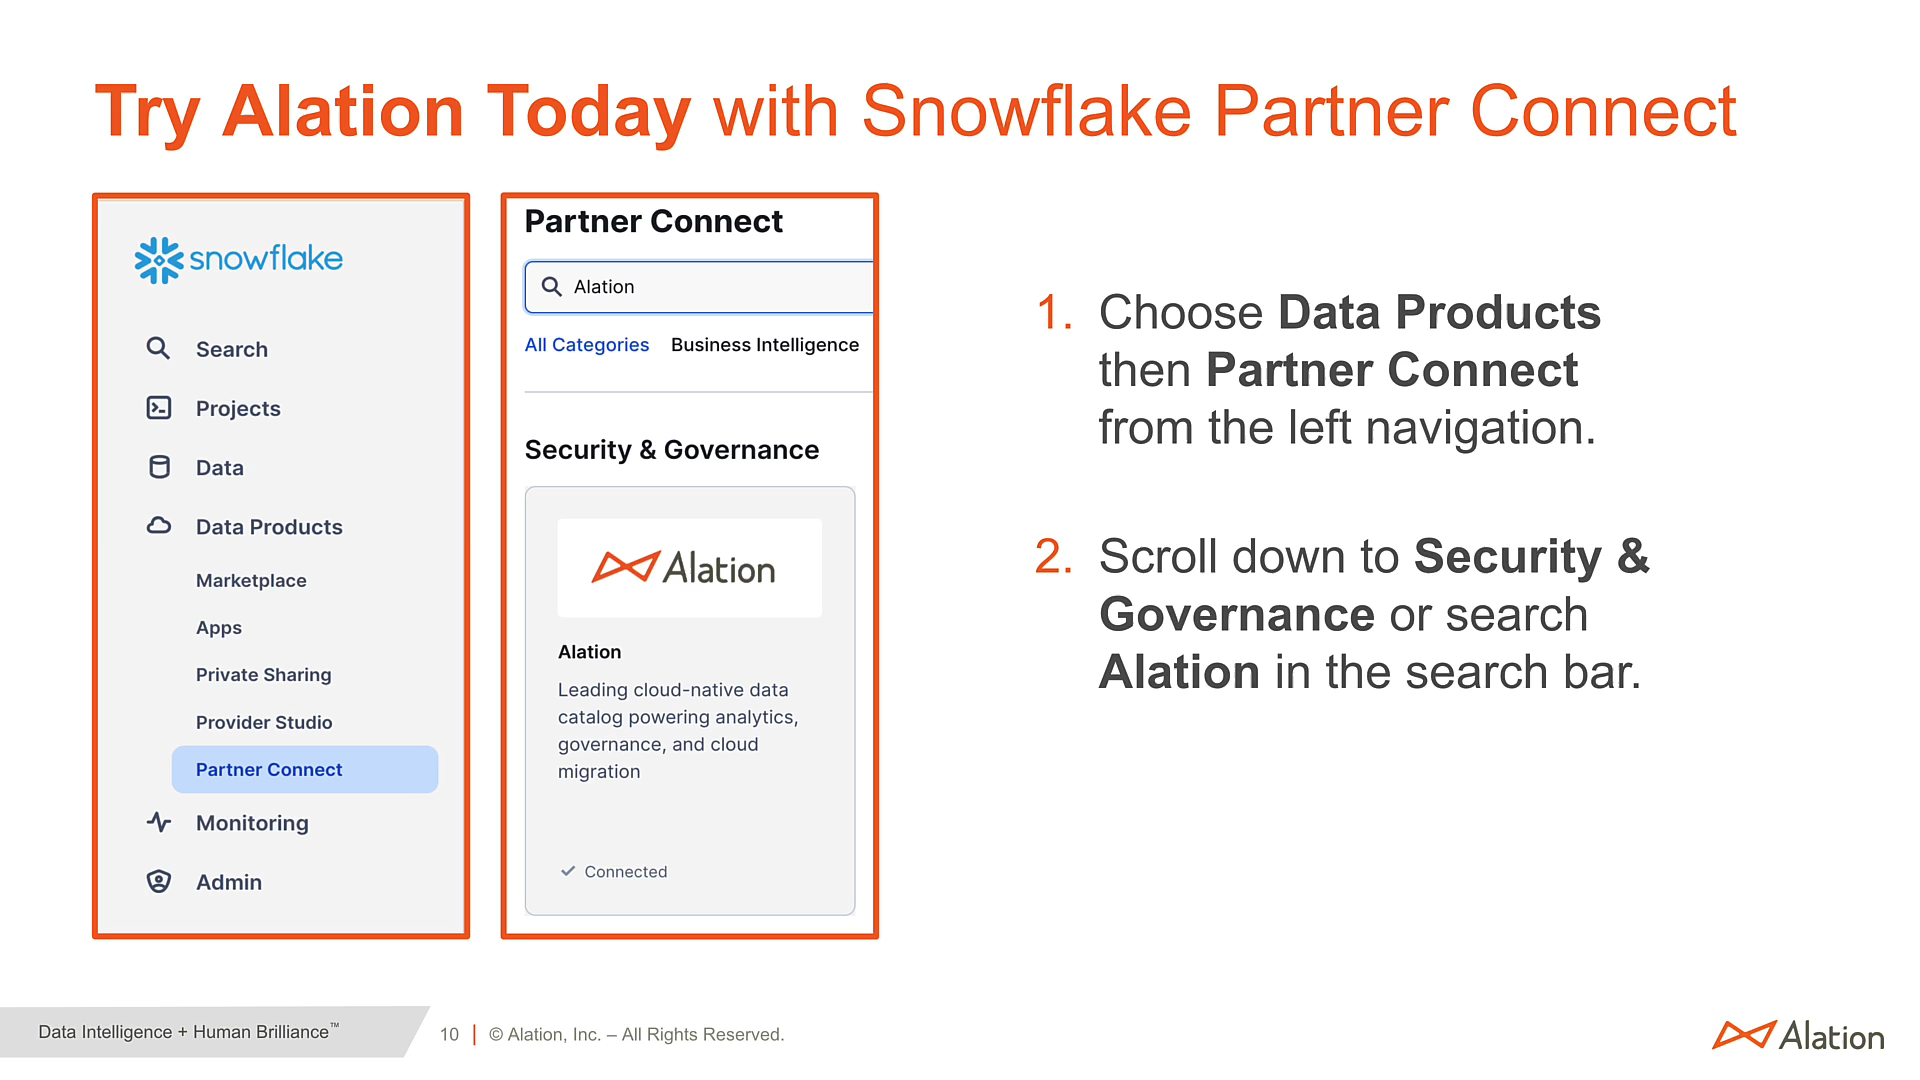 Try Alation Today with Snowflake Partner Connect
snowflake
Search
Projects
Data
Data Products
Marketplace
Apps
Private Sharing
Provider Studio
Partner Connect
Monitoring
Admin
Partner Connect
Alation
All Categories Business Intelligence
Security & Governance
Alation
Alation
Leading cloud-native data
catalog powering analytics,
governance, and cloud
migration
Connected
1. Choose Data Products
then Partner Connect
from the left navigation.
2. Scroll down to Security &
Governance or search
Alation in the search bar.
Data Intelligence + Human Brilliance™
10 | © Alation, Inc. – All Rights Reserved.
Alation